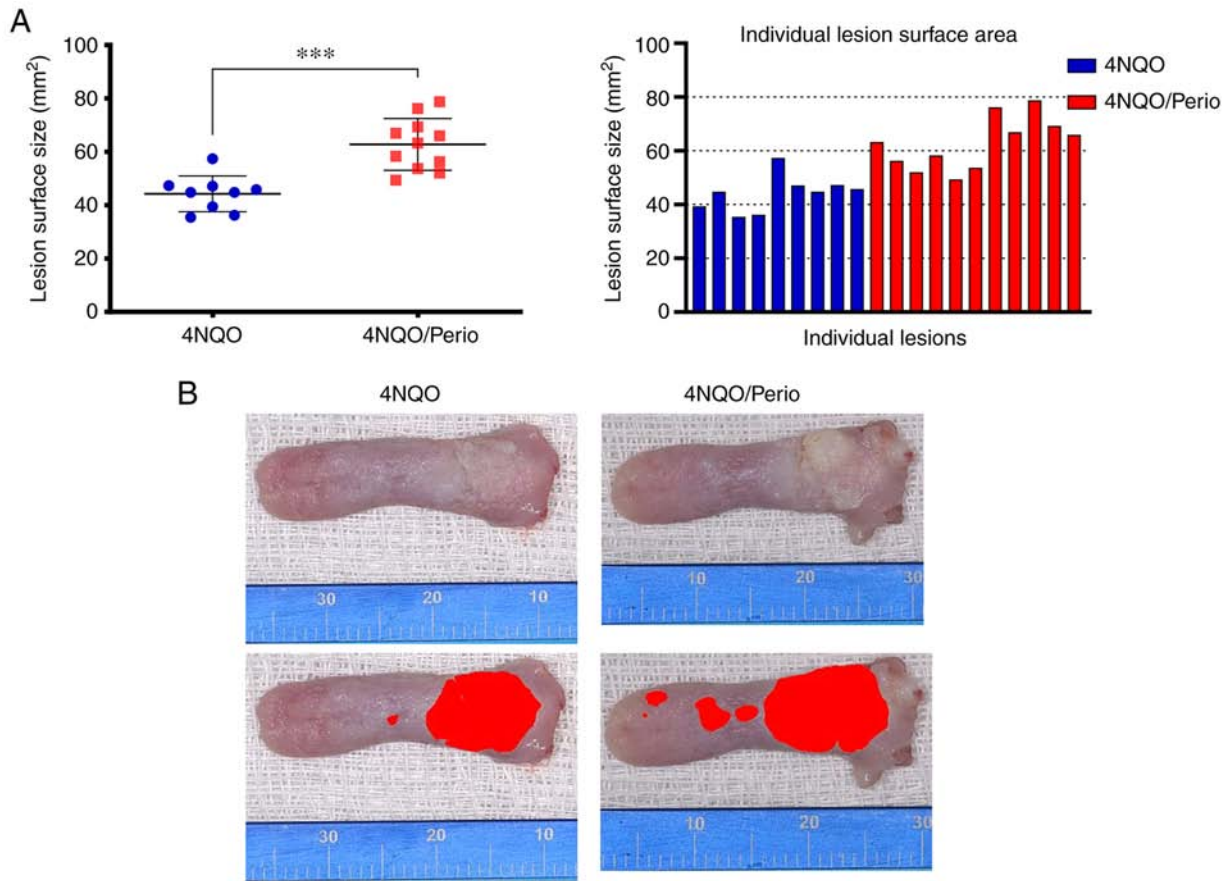 A
Lesion surface size (mm²)
100
80
60
40
20
0
***
4NQO
4NQO/Perio
Individual lesion surface area
Lesion surface size (mm²)
100
80
60
40
20
0
4NQO
4NQO/Perio
Individual lesions
B
4NQO
4NQO/Perio
30 20 10
10 20 30
30 20 10
10 20 30